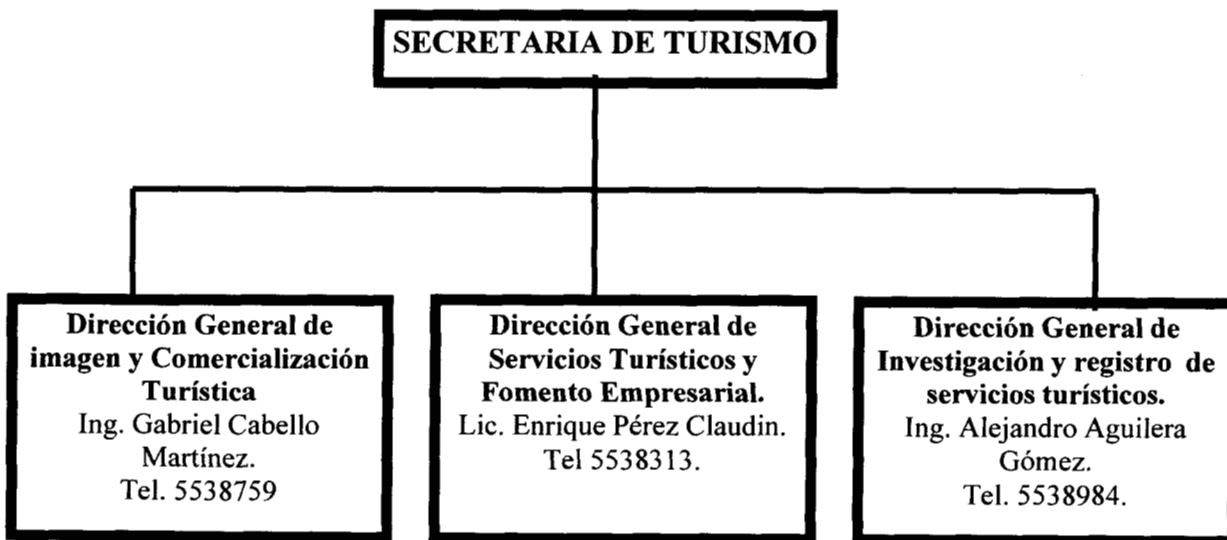 SECRETARIA DE TURISMO
Dirección General de
imagen y Comercialización
Turística
Ing. Gabriel Cabello
Martínez.
Tel. 5538759
Dirección General de
Servicios Turísticos y
Fomento Empresarial.
Lic. Enrique Pérez Claudin.
Tel 5538313.
Dirección General de
Investigación y registro de
servicios turísticos.
Ing. Alejandro Aguilera
Gómez.
Tel. 5538984.